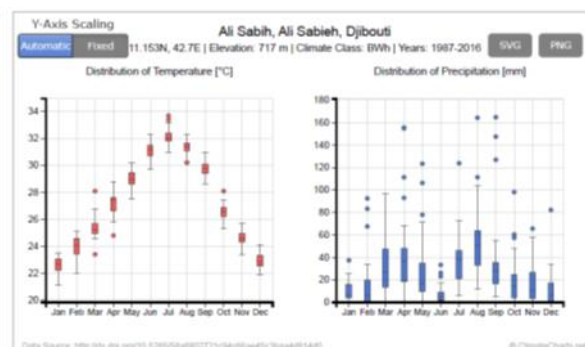 Y-Axis Scaling
Automatic Fixed
Ali Sabih, Ali Sabieh, Djibouti
11.153N, 42.7E | Elevation: 717 m | Climate Class: BWh | Years: 1987-2016
SVG PNG
Distribution of Temperature [°C]
34
32
30
28
26
24
22
20
Jan Feb Mar Apr May Jun Jul Aug Sep Oct Nov Dec
Distribution of Precipitation [mm]
180
160
140
120
100
80
60
40
20
0
Jan Feb Mar Apr May Jun Jul Aug Sep Oct Nov Dec
© ClimateCharts.net